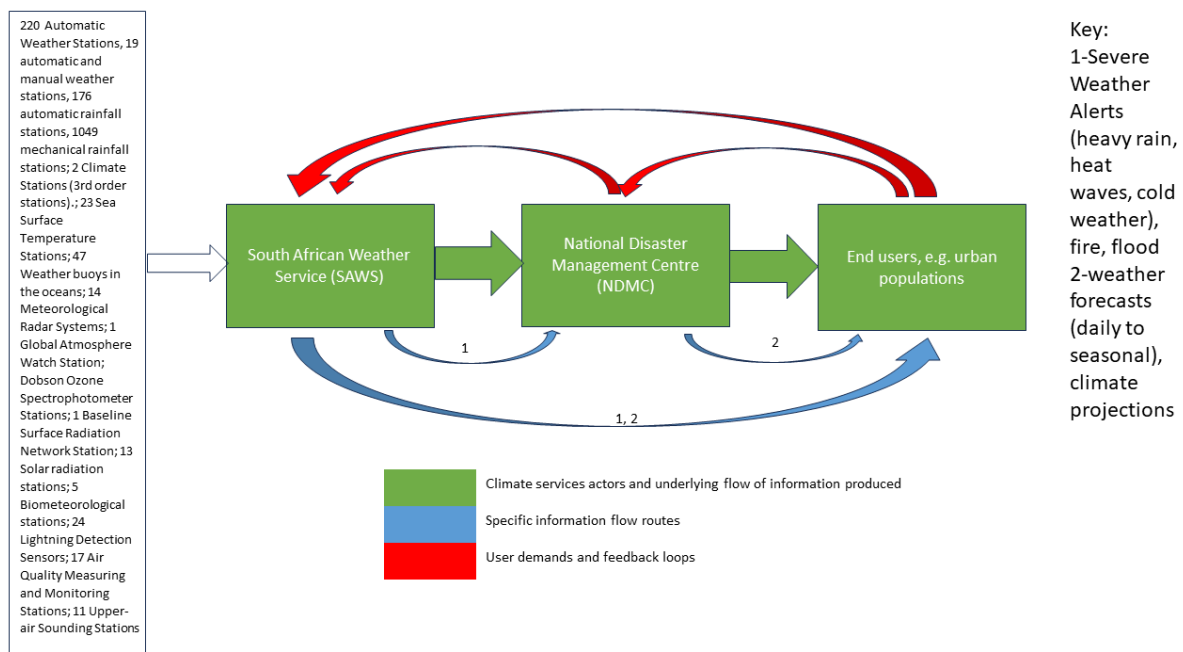 220 Automatic
Weather Stations, 19
automatic and
manual weather
stations, 176
automatic rainfall
stations, 1049
mechanical rainfall
stations; 2 Climate
Stations (3rd order
stations).; 23 Sea
Surface
Temperature
Stations; 47
Weather buoys in
the oceans; 14
Meteorological
Radar Systems; 1
Global Atmosphere
Watch Station;
Dobson Ozone
Spectrophotometer
Stations; 1 Baseline
Surface Radiation
Network Station; 13
Solar radiation
stations; 5
Biometeorological
stations; 24
Lightning Detection
Sensors; 17 Air
Quality Measuring
and Monitoring
Stations; 11 Upper-
air Sounding Stations
South African Weather
Service (SAWS)
National Disaster
Management Centre
(NDMC)
End users, e.g. urban
populations
1
2
1, 2
Climate services actors and underlying flow of information produced
Specific information flow routes
User demands and feedback loops
Key:
1-Severe
Weather
Alerts
(heavy rain,
heat
waves, cold
weather),
fire, flood
2-weather
forecasts
(daily to
seasonal),
climate
projections